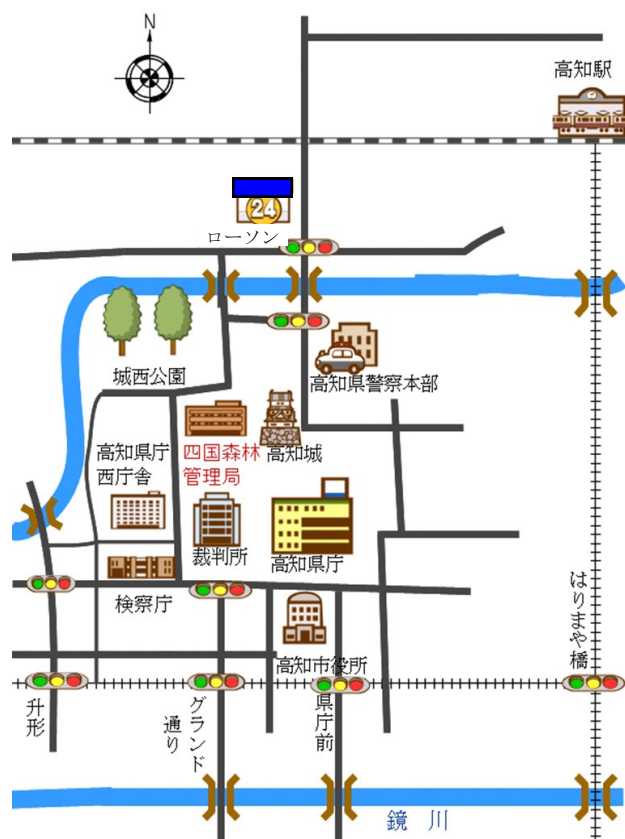 N
高知駅
24
ローソン
城西公園
高知県警察本部
高知県庁
西庁舎
四国森林
管理局
高知城
裁判所
高知県庁
検察庁
はりまや橋
高知市役所
升形
グランド
通り
県庁前
鏡 川